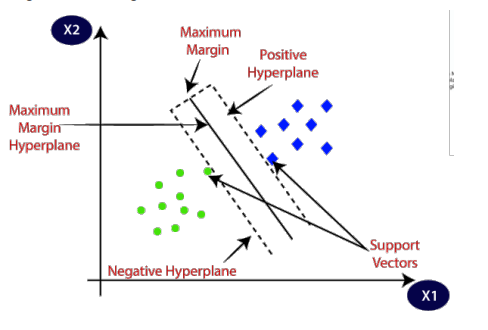 X2
Maximum
Margin
Positive
Hyperplane
Maximum
Margin
Hyperplane
Support
Vectors
Negative Hyperplane
X1